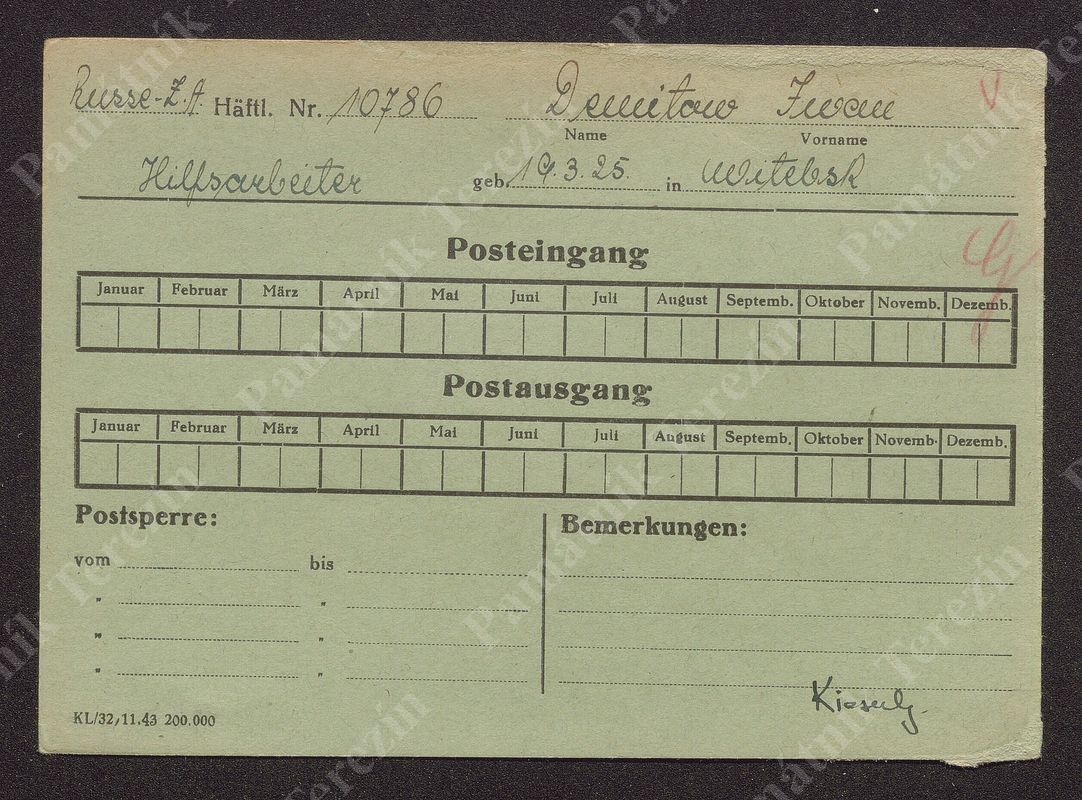 Russe-Z.A. Häftl. Nr. 10786 Demitow Iwan
Name Vorname
Hilfsarbeiter geb. 19.3.25. in Witebsk
Posteingang
Januar Februar März April Mai Juni Juli August Septemb. Oktober Novemb. Dezemb.
Postausgang
Januar Februar März April Mai Juni Juli August Septemb. Oktober Novemb. Dezemb.
Postsperre: Bemerkungen:
vom bis
" "
" "
" "
KL/32, 11.43 200.000
Památník Terezín